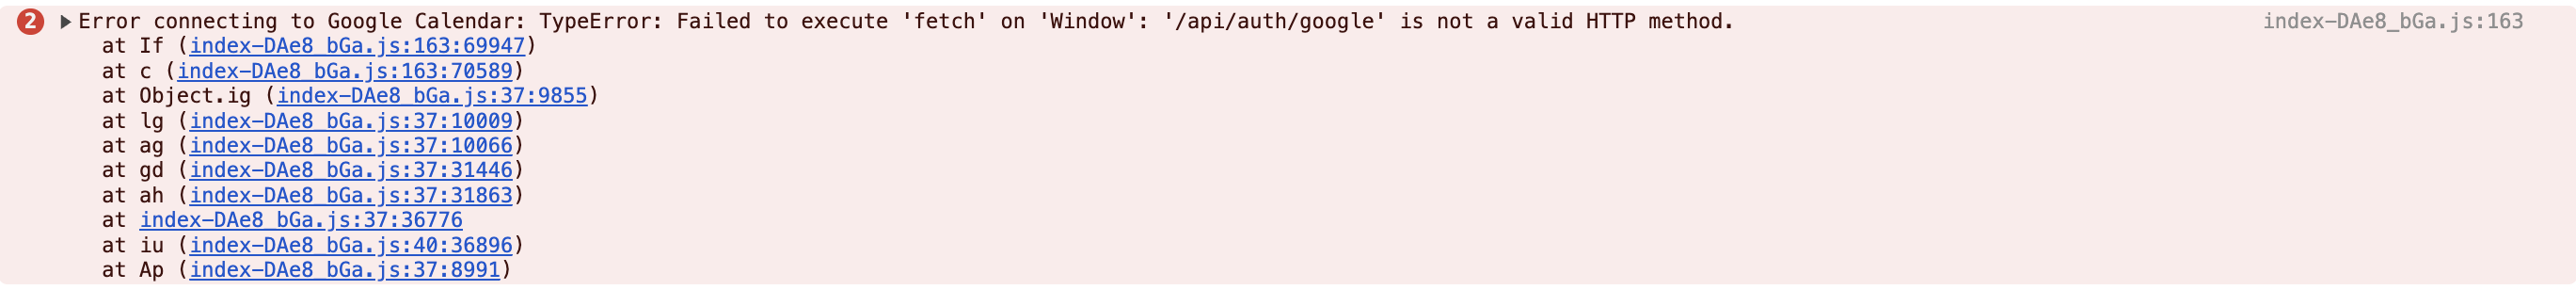 2 ▶ Error connecting to Google Calendar: TypeError: Failed to execute 'fetch' on 'Window': '/api/auth/google' is not a valid HTTP method. index-DAe8_bGa.js:163
at If (index-DAe8_bGa.js:163:69947)
at c (index-DAe8_bGa.js:163:70589)
at Object.ig (index-DAe8_bGa.js:37:9855)
at lg (index-DAe8_bGa.js:37:10009)
at ag (index-DAe8_bGa.js:37:10066)
at gd (index-DAe8_bGa.js:37:31446)
at ah (index-DAe8_bGa.js:37:31863)
at index-DAe8_bGa.js:37:36776
at iu (index-DAe8_bGa.js:40:36896)
at Ap (index-DAe8_bGa.js:37:8991)